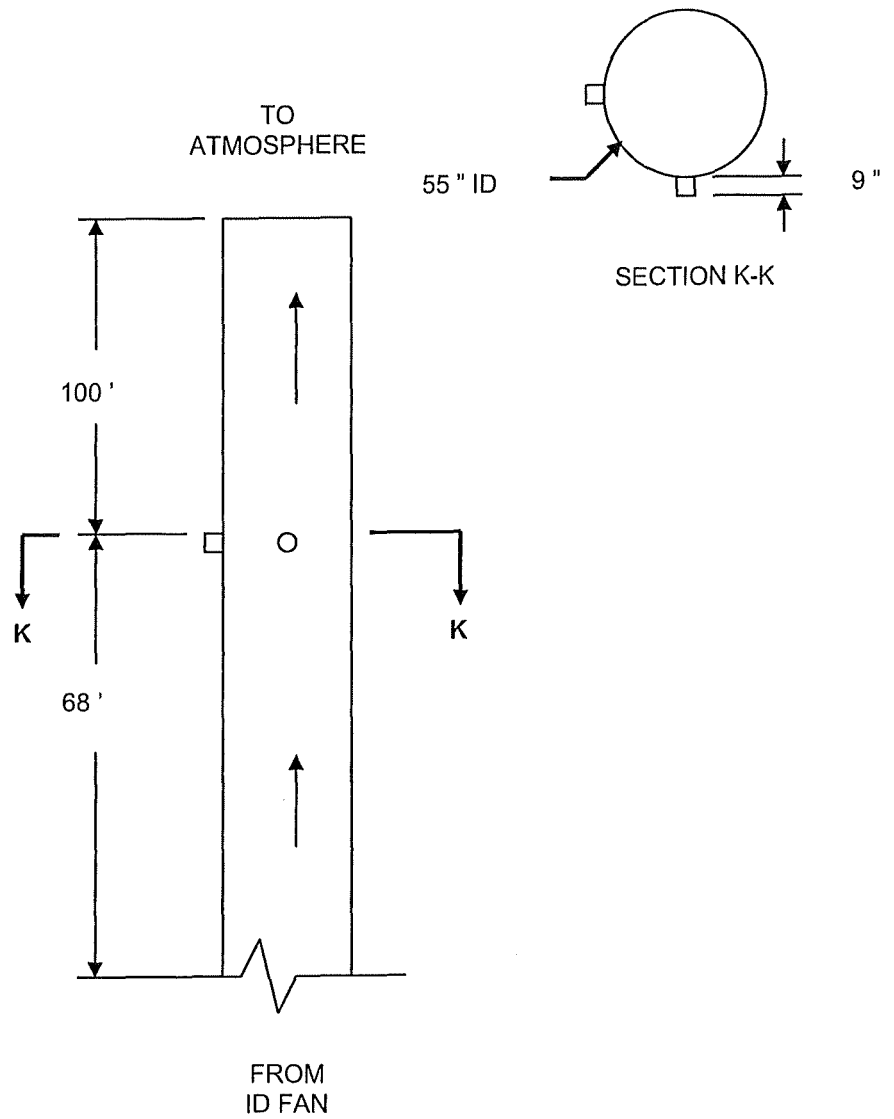 TO
ATMOSPHERE
55 " ID
9 "
SECTION K-K
100 '
K
K
68 '
FROM
ID FAN